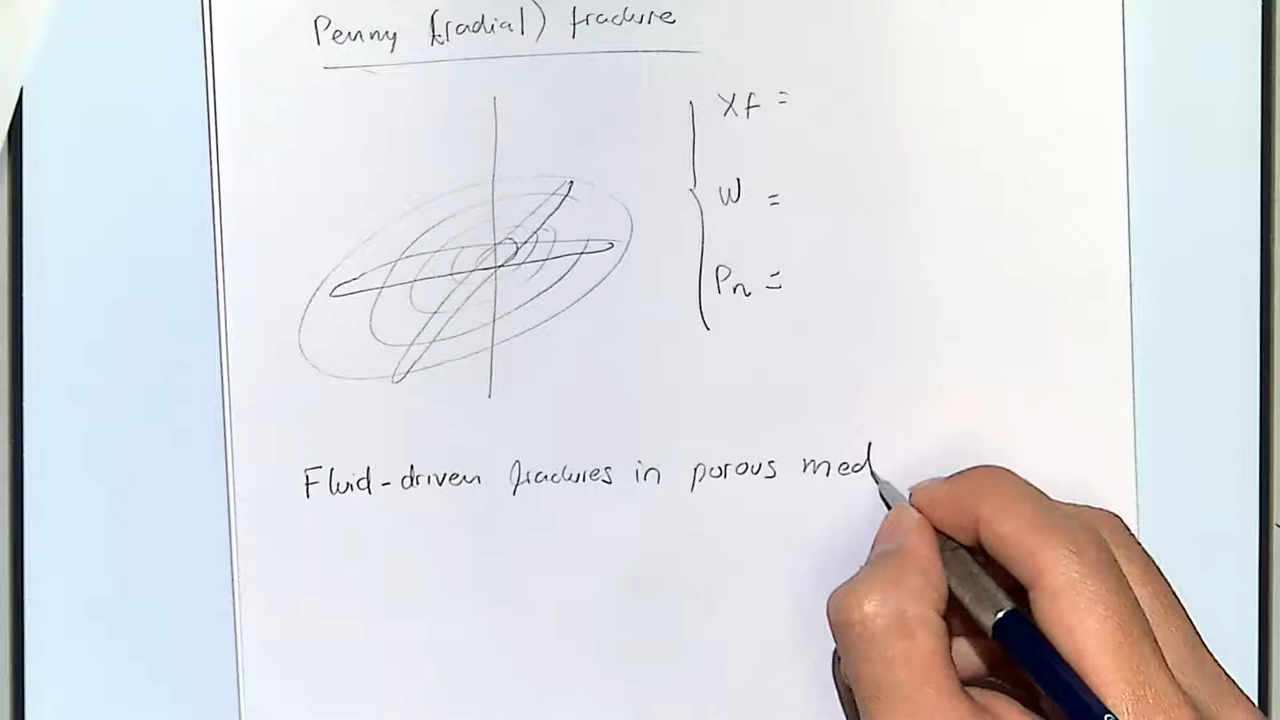 Penny (radial) fracture
xf =
w =
Pn =
Fluid-driven fractures in porous med